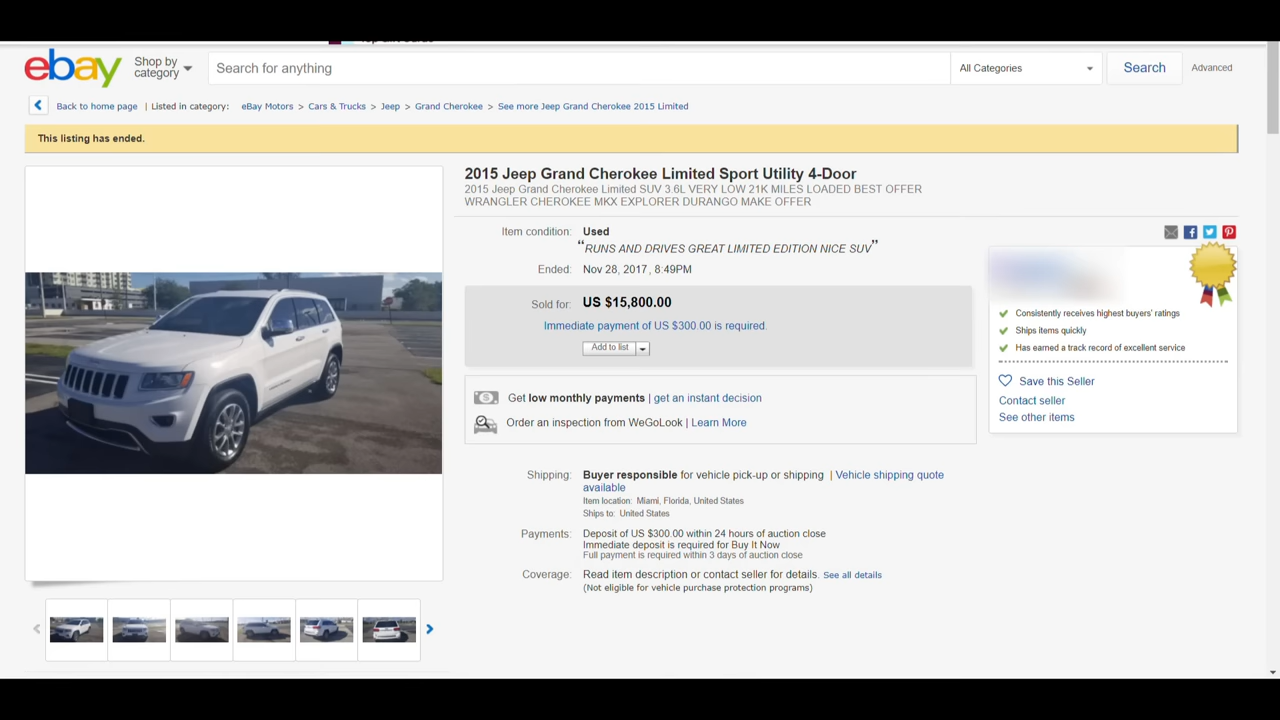 ebay
Shop by
category
Search for anything
All Categories
Search
Advanced
Back to home page | Listed in category: eBay Motors > Cars & Trucks > Jeep > Grand Cherokee > See more Jeep Grand Cherokee 2015 Limited
This listing has ended.
2015 Jeep Grand Cherokee Limited Sport Utility 4-Door
2015 Jeep Grand Cherokee Limited SUV 3.6L VERY LOW 21K MILES LOADED BEST OFFER
WRANGLER CHEROKEE MKX EXPLORER DURANGO MAKE OFFER
Item condition: Used
“RUNS AND DRIVES GREAT LIMITED EDITION NICE SUV”
Ended: Nov 28, 2017 , 8:49PM
Sold for: US $15,800.00
Immediate payment of US $300.00 is required.
Add to list
Get low monthly payments | get an instant decision
Order an inspection from WeGoLook | Learn More
Shipping: Buyer responsible for vehicle pick-up or shipping | Vehicle shipping quote
available
Item location: Miami, Florida, United States
Ships to: United States
Payments: Deposit of US $300.00 within 24 hours of auction close
Immediate deposit is required for Buy It Now
Full payment is required within 3 days of auction close
Coverage: Read item description or contact seller for details. See all details
(Not eligible for vehicle purchase protection programs)
Consistently receives highest buyers' ratings
Ships items quickly
Has earned a track record of excellent service
Save this Seller
Contact seller
See other items